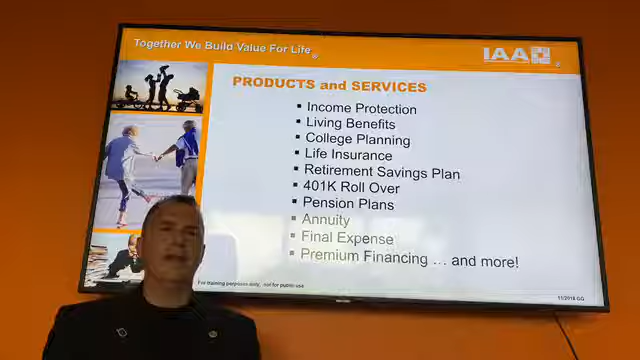 Together We Build Value For Life®
IAA®
PRODUCTS and SERVICES
▪ Income Protection
▪ Living Benefits
▪ College Planning
▪ Life Insurance
▪ Retirement Savings Plan
▪ 401K Roll Over
▪ Pension Plans
▪ Annuity
▪ Final Expense
▪ Premium Financing … and more!
For training purposes only, not for public use
11/2018 GG